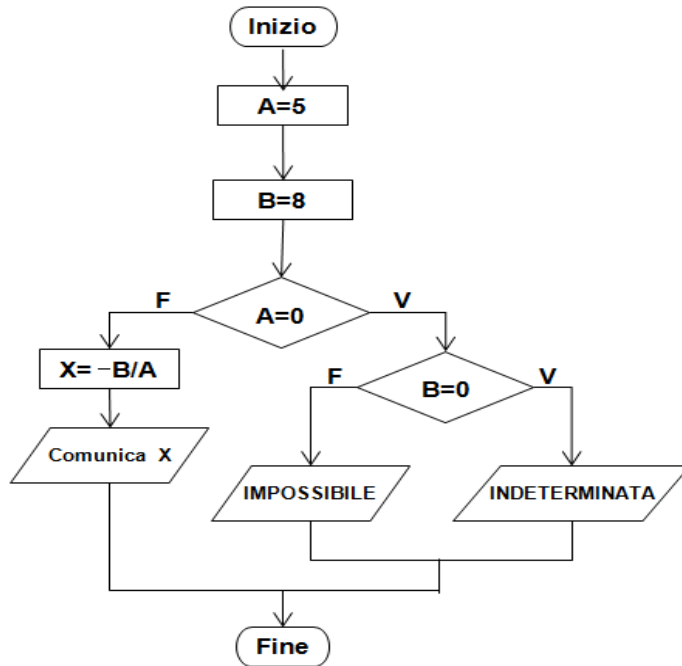 Inizio
A=5
B=8
F
A=0
V
X= −B/A
F
B=0
V
Comunica X
IMPOSSIBILE
INDETERMINATA
Fine